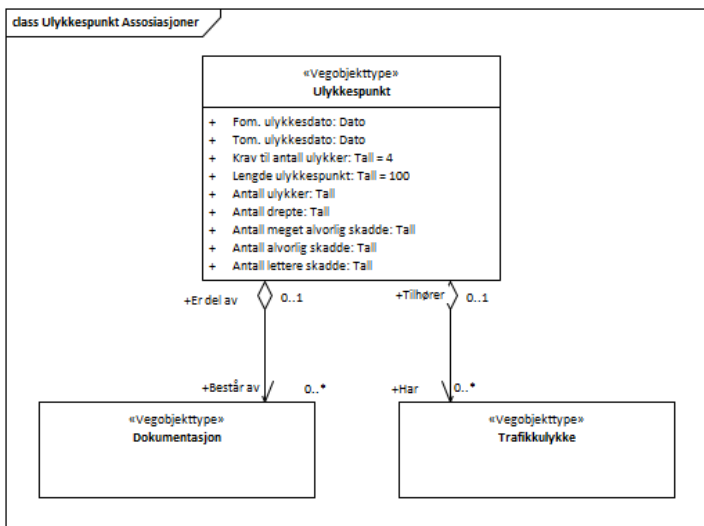 class Ulykkespunkt Assosiasjoner
«Vegobjekttype»
Ulykkespunkt
+ Fom. ulykkesdato: Dato
+ Tom. ulykkesdato: Dato
+ Krav til antall ulykker: Tall = 4
+ Lengde ulykkespunkt: Tall = 100
+ Antall ulykker: Tall
+ Antall drepte: Tall
+ Antall meget alvorlig skadde: Tall
+ Antall alvorlig skadde: Tall
+ Antall lettere skadde: Tall
+Er del av 0..1 +Tilhører 0..1
+Består av 0..* +Har 0..*
«Vegobjekttype»
Dokumentasjon
«Vegobjekttype»
Trafikkulykke